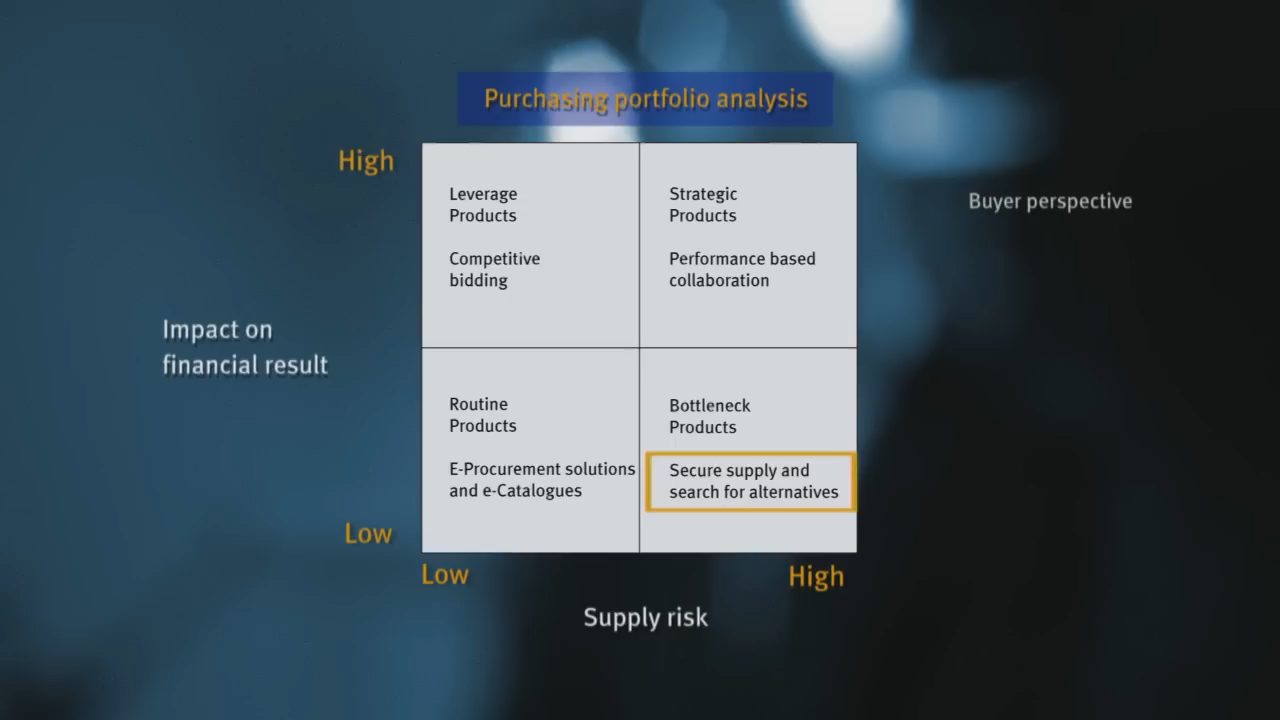 Purchasing portfolio analysis
High
Leverage
Products
Competitive
bidding
Strategic
Products
Performance based
collaboration
Buyer perspective
Impact on
financial result
Routine
Products
E-Procurement solutions
and e-Catalogues
Bottleneck
Products
Secure supply and
search for alternatives
Low
Low
High
Supply risk